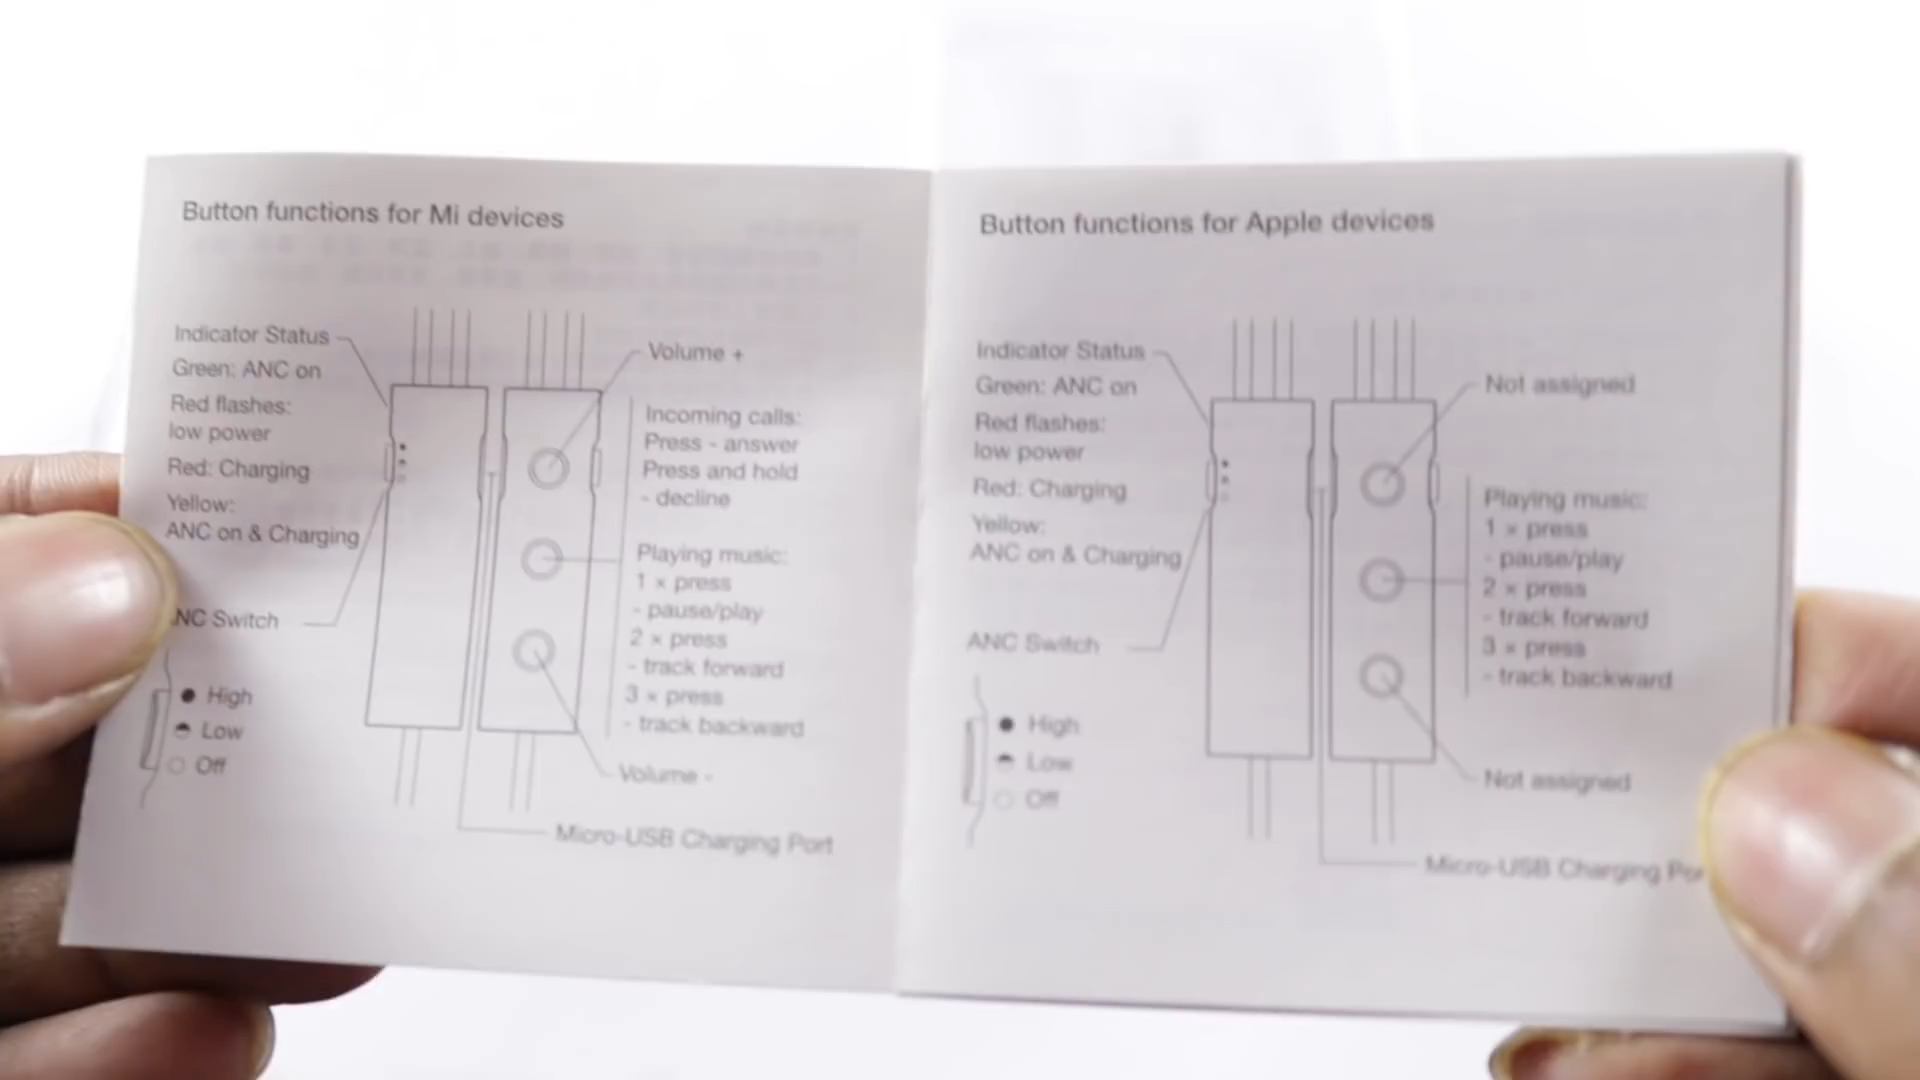 Button functions for Mi devices
Indicator Status
Green: ANC on
Red flashes:
low power
Red: Charging
Yellow:
ANC on & Charging
NC Switch
High
Low
Off
Volume +
Incoming calls:
Press - answer
Press and hold
- decline
Playing music:
1 × press
- pause/play
2 × press
- track forward
3 × press
- track backward
Volume -
Micro-USB Charging Port
Button functions for Apple devices
Indicator Status
Green: ANC on
Red flashes:
low power
Red: Charging
Yellow:
ANC on & Charging
ANC Switch
High
Low
Off
Not assigned
Playing music:
1 × press
- pause/play
2 × press
- track forward
3 × press
- track backward
Not assigned
Micro-USB Charging Por